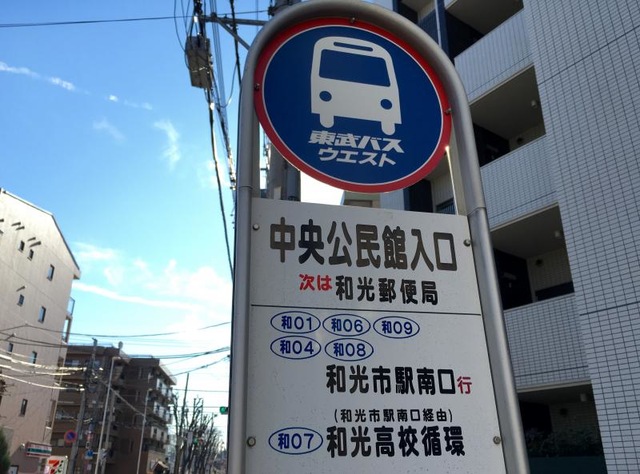 東武バス
ウエスト
中央公民館入口
次は 和光郵便局
和01 和06 和09
和04 和08
和光市駅南口行
(和光市駅南口経由)
和07 和光高校循環